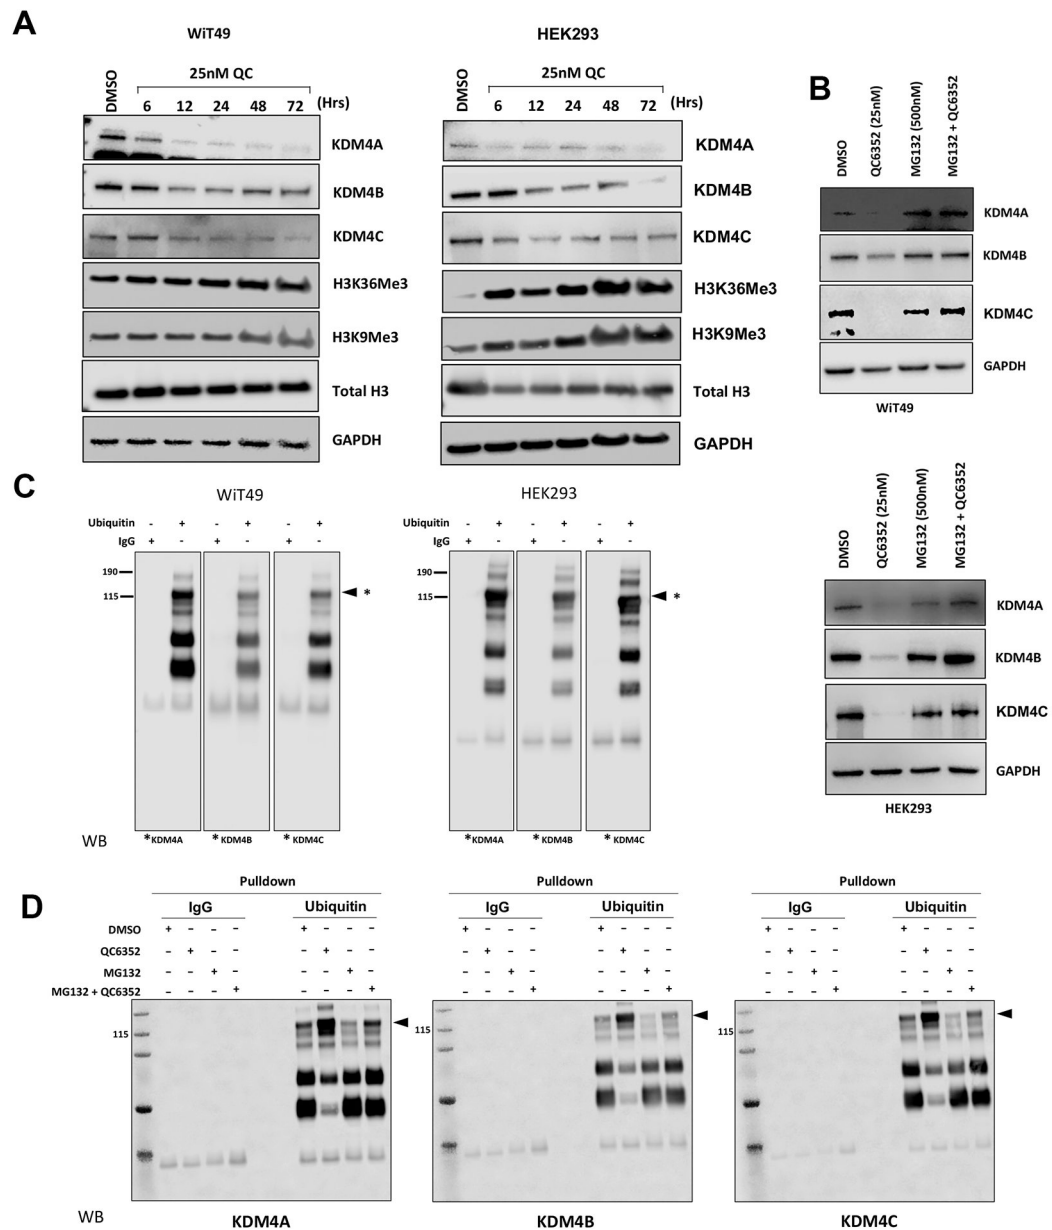 A
WiT49
HEK293
DMSO
25nM QC
6 12 24 48 72 (Hrs)
KDM4A
KDM4B
KDM4C
H3K36Me3
H3K9Me3
Total H3
GAPDH
DMSO
25nM QC
6 12 24 48 72 (Hrs)
KDM4A
KDM4B
KDM4C
H3K36Me3
H3K9Me3
Total H3
GAPDH
B
DMSO
QC6352 (25nM)
MG132 (500nM)
MG132 + QC6352
KDM4A
KDM4B
KDM4C
GAPDH
WiT49
DMSO
QC6352 (25nM)
MG132 (500nM)
MG132 + QC6352
KDM4A
KDM4B
KDM4C
GAPDH
HEK293
C
WiT49
Ubiquitin - + - + - +
IgG + - + - + -
190
115
*
*KDM4A *KDM4B *KDM4C
HEK293
Ubiquitin - + - + - +
IgG + - + - + -
190
115
*
*KDM4A *KDM4B *KDM4C
WB
D
Pulldown Pulldown Pulldown
IgG Ubiquitin IgG Ubiquitin IgG Ubiquitin
DMSO + - - - + - - - + - - - + - - - + - - - + - - -
QC6352 - + - - - + - - - + - - - + - - - + - - - + - -
MG132 - - + - - - + - - - + - - - + - - - + - - - + -
MG132 + QC6352 - - - + - - - + - - - + - - - + - - - + - - - +
115 115 115
WB
KDM4A KDM4B KDM4C